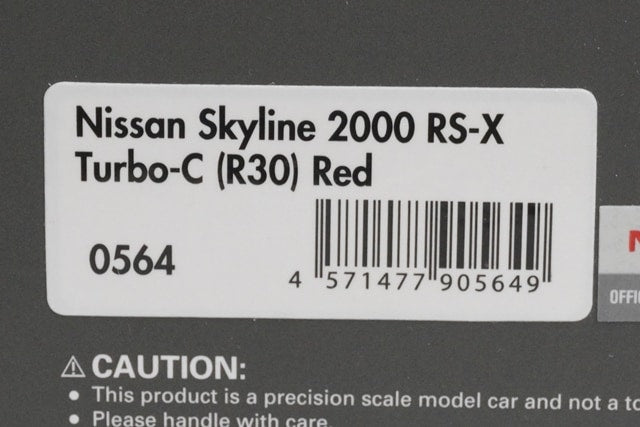 Nissan Skyline 2000 RS-X
Turbo-C (R30) Red
0564
4 571477 905649
⚠ CAUTION:
• This product is a precision scale model car and not a
• Please handle with care.